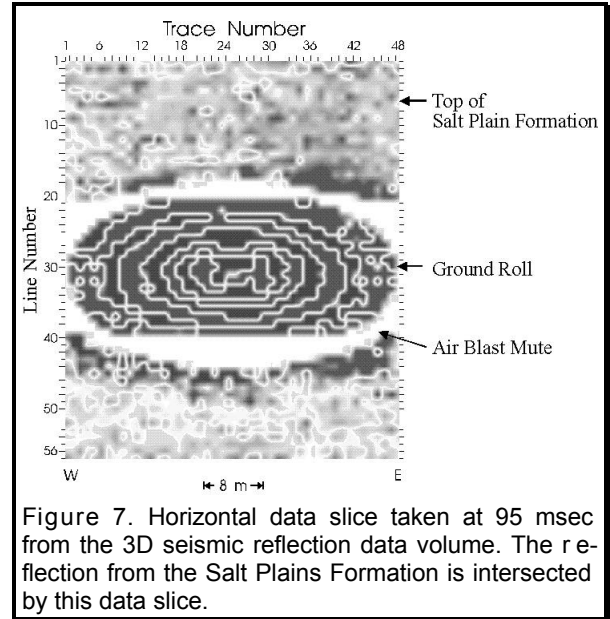 Trace Number
1 6 12 18 24 30 36 42 48
1
10
20
30
40
50
56
Line Number
Top of
Salt Plain Formation
Ground Roll
Air Blast Mute
W E
8 m
Figure 7. Horizontal data slice taken at 95 msec
from the 3D seismic reflection data volume. The r e-
flection from the Salt Plains Formation is intersected
by this data slice.